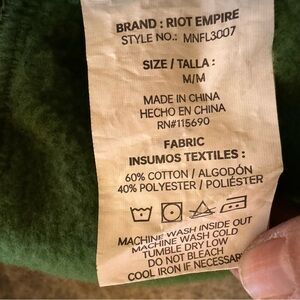 BRAND : RIOT EMPIRE
STYLE NO.: MNFL3007
SIZE / TALLA :
M/M
MADE IN CHINA
HECHO EN CHINA
RN#115690
FABRIC
INSUMOS TEXTILES :
60% COTTON / ALGODÓN
40% POLYESTER / POLIÉSTER
MACHINE WASH INSIDE OUT
MACHINE WASH COLD
TUMBLE DRY LOW
DO NOT BLEACH
COOL IRON IF NECESSAR